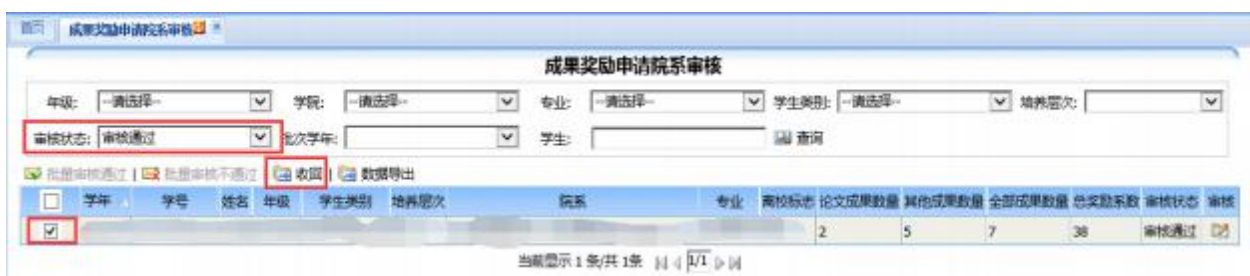 首页 成果奖励申请院系审核
成果奖励申请院系审核
年级: --请选择-- 学院: --请选择-- 专业: --请选择-- 学生类别: --请选择-- 培养层次:
审核状态: 审核通过 批次学年: 学生: 查询
批量审核通过 | 批量审核不通过 | 收回 | 数据导出
学年 学号 姓名 年级 学生类别 培养层次 院系 专业 离校标志 论文成果数量 其他成果数量 全部成果数量 总奖励系数 审核状态 审核
2 5 7 38 审核通过
当前显示 1 条/共 1条 1/1